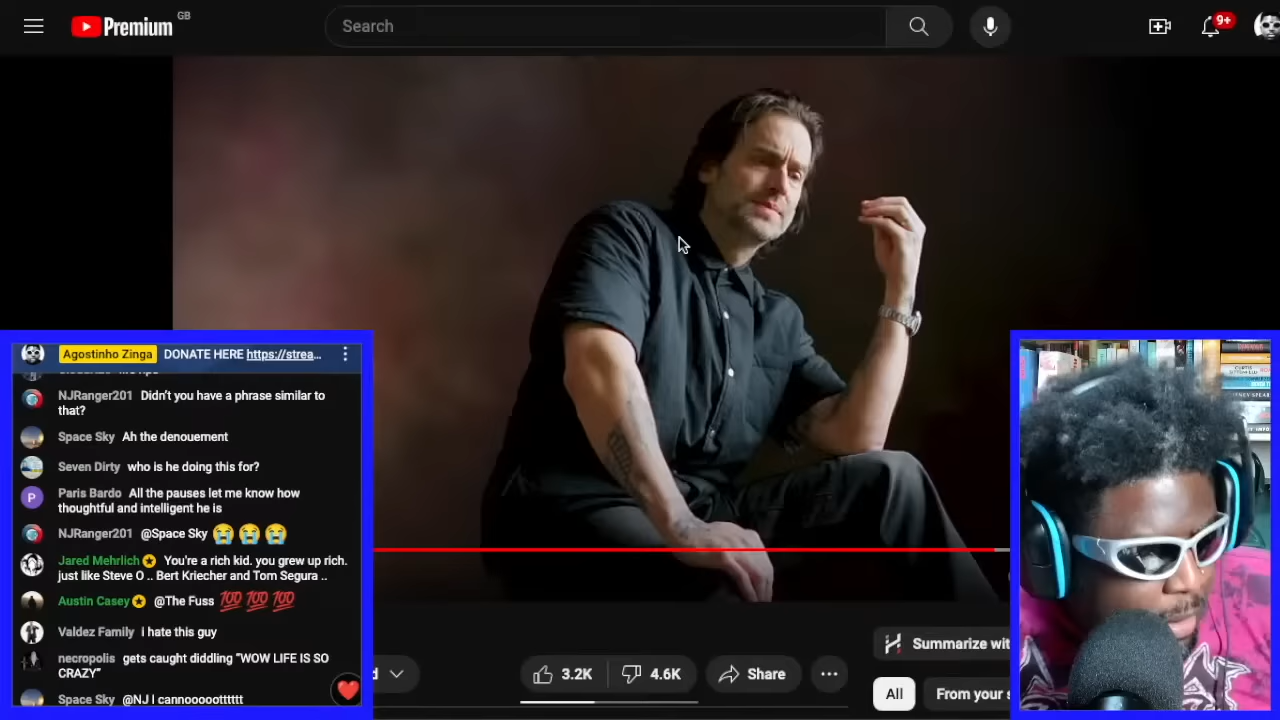 Premium GB
Search
9+
Agostinho Zinga DONATE HERE https://strea...
NJRanger201 Didn't you have a phrase similar to
that?
Space Sky Ah the denouement
Seven Dirty who is he doing this for?
P
Paris Bardo All the pauses let me know how
thoughtful and intelligent he is
NJRanger201 @Space Sky 😭😭😭
Jared Mehrlich You're a rich kid. you grew up rich.
just like Steve O .. Bert Kriecher and Tom Segura ..
Austin Casey @The Fuss 💯💯💯
Valdez Family I hate this guy
necropolis gets caught diddling "WOW LIFE IS SO
CRAZY"
Space Sky @NJ I cannnnnoootttttt
d
3.2K
4.6K
Share
Summarize wit
All
From your s